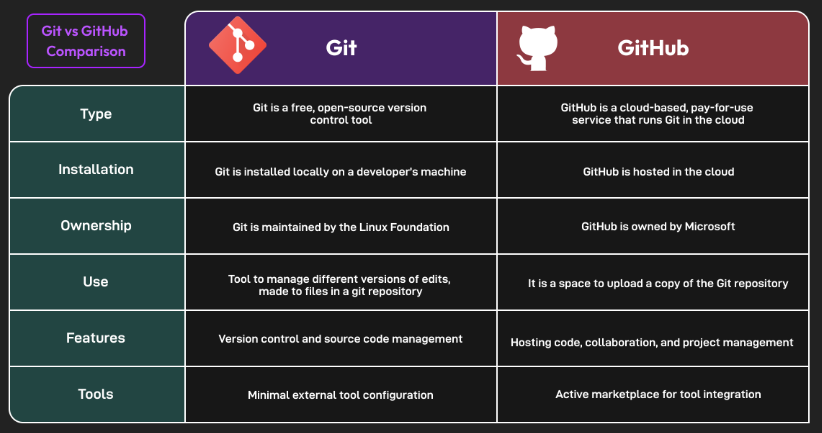 Git vs GitHub
Comparison
Git
GitHub
Type
Git is a free, open-source version
control tool
GitHub is a cloud-based, pay-for-use
service that runs Git in the cloud
Installation
Git is installed locally on a developer's machine
GitHub is hosted in the cloud
Ownership
Git is maintained by the Linux Foundation
GitHub is owned by Microsoft
Use
Tool to manage different versions of edits,
made to files in a git repository
It is a space to upload a copy of the Git repository
Features
Version control and source code management
Hosting code, collaboration, and project management
Tools
Minimal external tool configuration
Active marketplace for tool integration